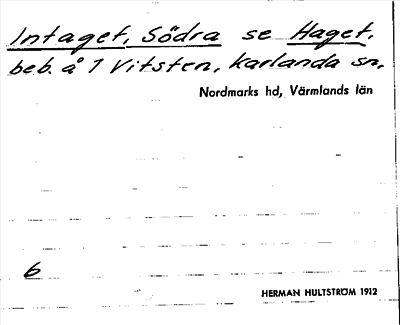 Intaget, Södra se Haget,
beb. å 1 Vitsten, Karlanda sn,
Nordmarks hd, Värmlands län
6
HERMAN HULTSTRÖM 1912